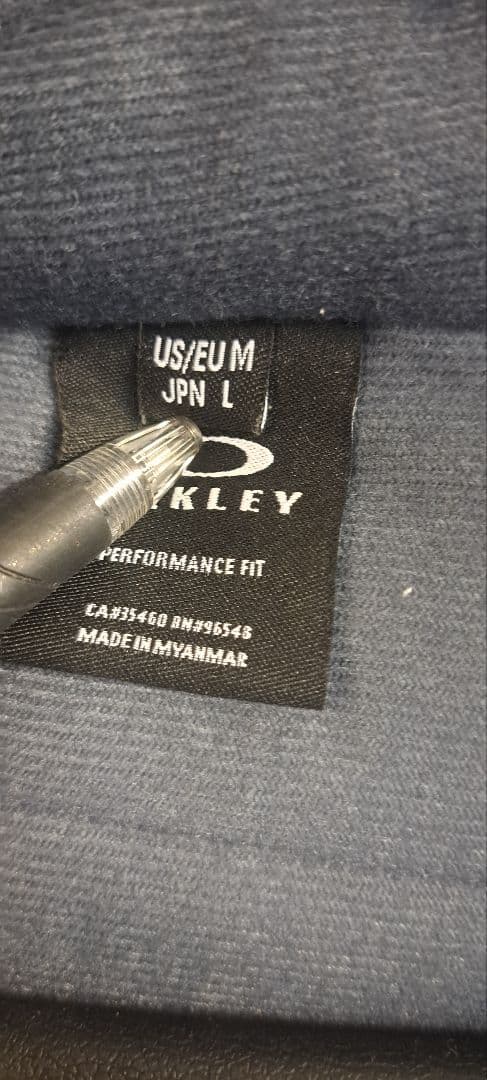 US/EU M
JPN L
KLEY
PERFORMANCE FIT
CA#35460 RN#96548
MADE IN MYANMAR